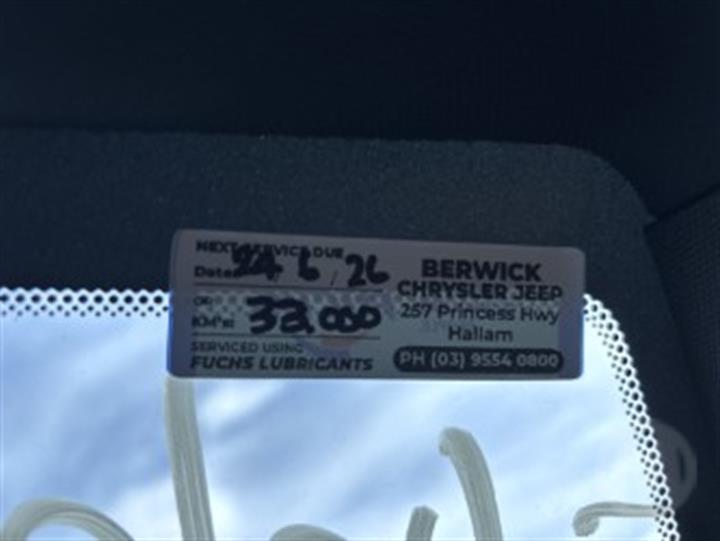 NEXT SERVICE DUE
Date: 24/6/26
OR
KM's: 33,000
SERVICED USING
FUCHS LUBRICANTS
BERWICK
CHRYSLER JEEP
257 Princess Hwy
Hallam
PH (03) 9554 0800